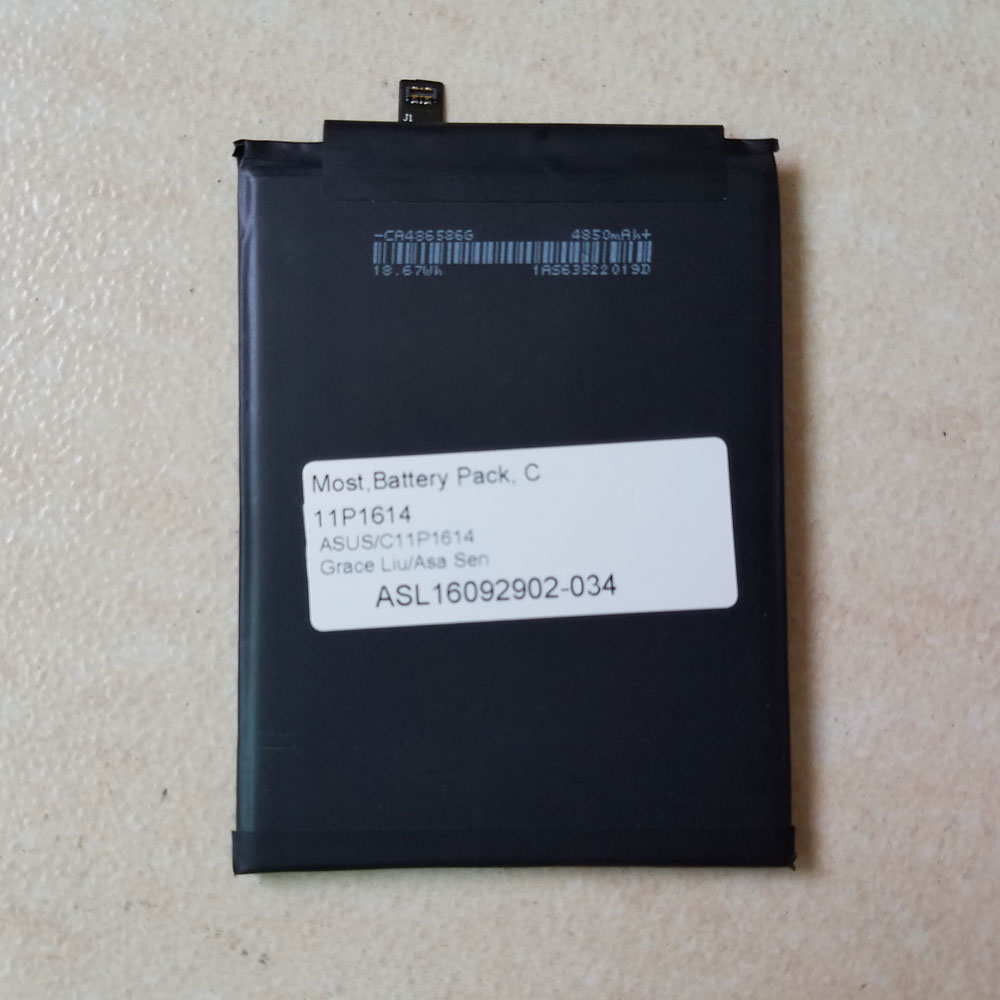 J1
-CA486586G 4850mAh+
18.67Wh 1AS63522019D
Most,Battery Pack, C
11P1614
ASUS/C11P1614
Grace Liu/Asa Sen
ASL16092902-034